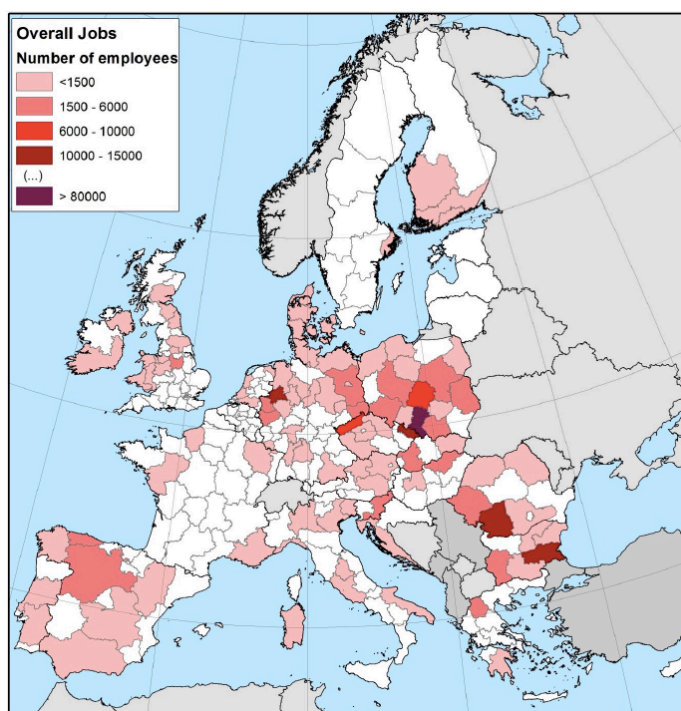 Overall Jobs
Number of employees
<1500
1500 - 6000
6000 - 10000
10000 - 15000
(...)
> 80000